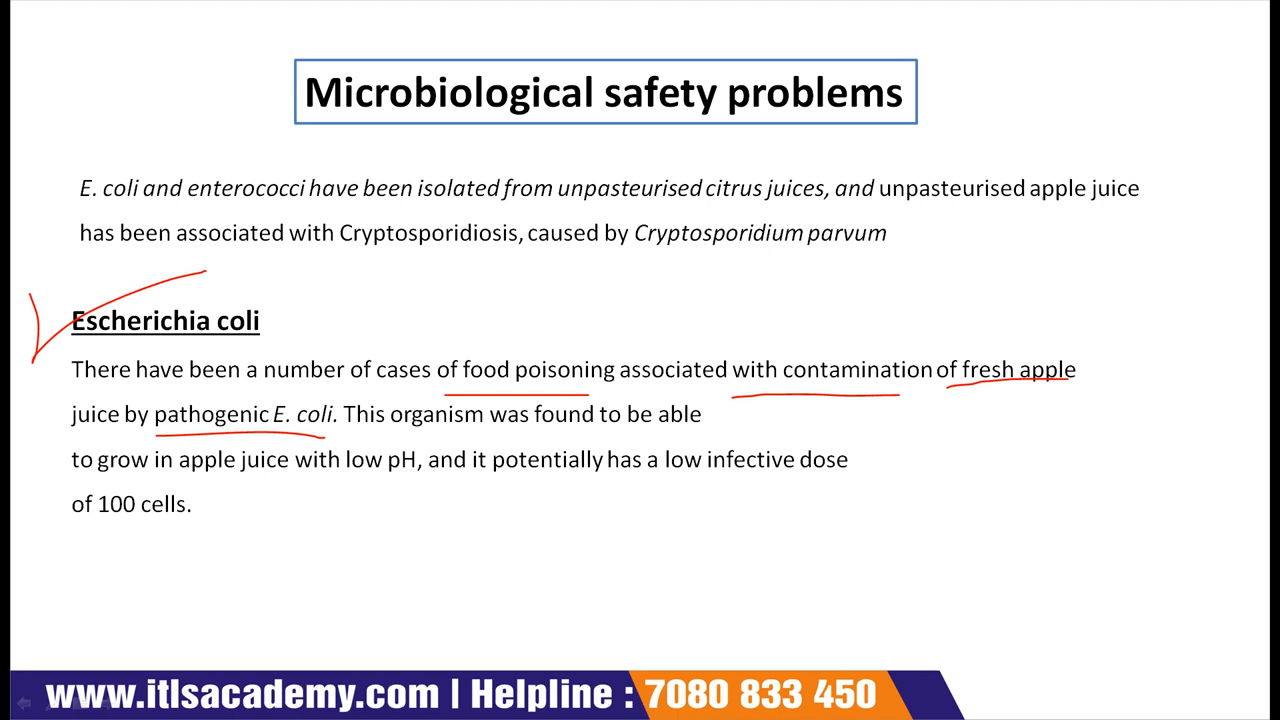 Microbiological safety problems
E. coli and enterococci have been isolated from unpasteurised citrus juices, and unpasteurised apple juice
has been associated with Cryptosporidiosis, caused by Cryptosporidium parvum
Escherichia coli
There have been a number of cases of food poisoning associated with contamination of fresh apple
juice by pathogenic E. coli. This organism was found to be able
to grow in apple juice with low pH, and it potentially has a low infective dose
of 100 cells.
www.itlsacademy.com | Helpline : 7080 833 450